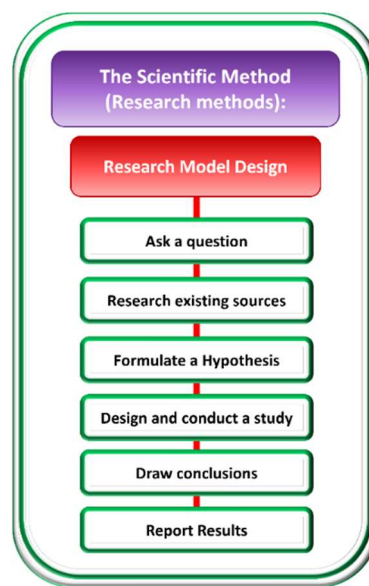 The Scientific Method
(Research methods):
Research Model Design
Ask a question
Research existing sources
Formulate a Hypothesis
Design and conduct a study
Draw conclusions
Report Results